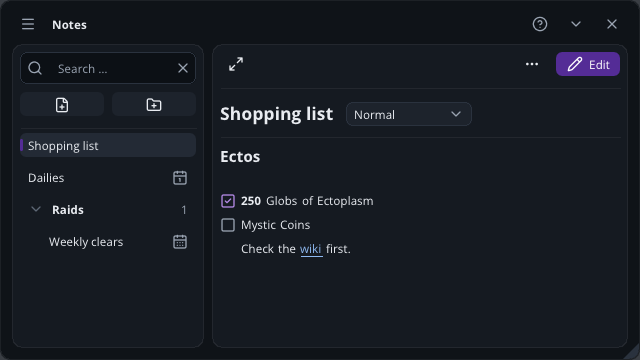 Notes
Search ...
Edit
Shopping list
Dailies
Raids 1
Weekly clears
Shopping list Normal
Ectos
250 Globs of Ectoplasm
Mystic Coins
Check the wiki first.